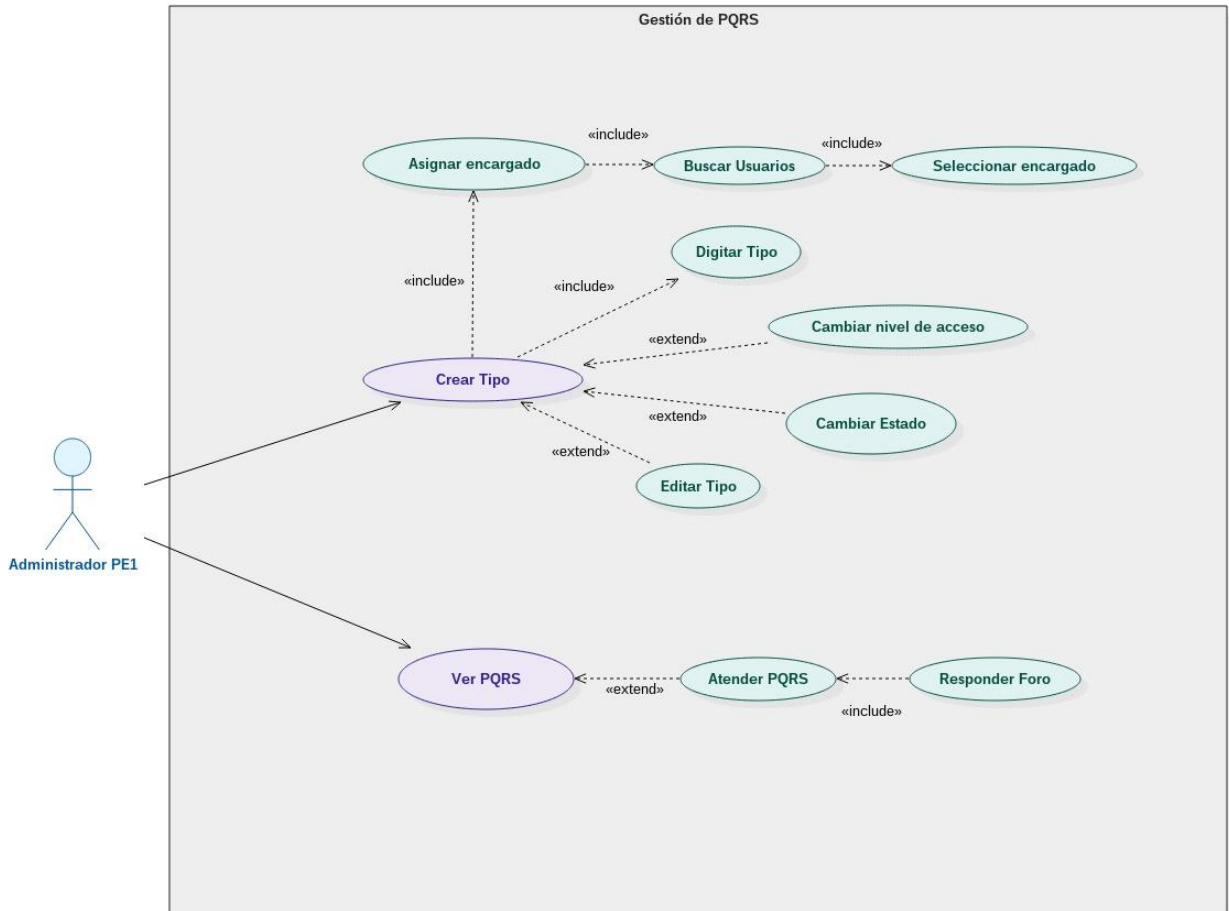 Gestión de PQRS
«include»
«include»
Asignar encargado
Buscar Usuarios
Seleccionar encargado
Digitar Tipo
«include»
«include»
Cambiar nivel de acceso
«extend»
Crear Tipo
«extend»
Cambiar Estado
«extend»
Editar Tipo
Administrador PE1
Ver PQRS
«extend»
Atender PQRS
Responder Foro
«include»